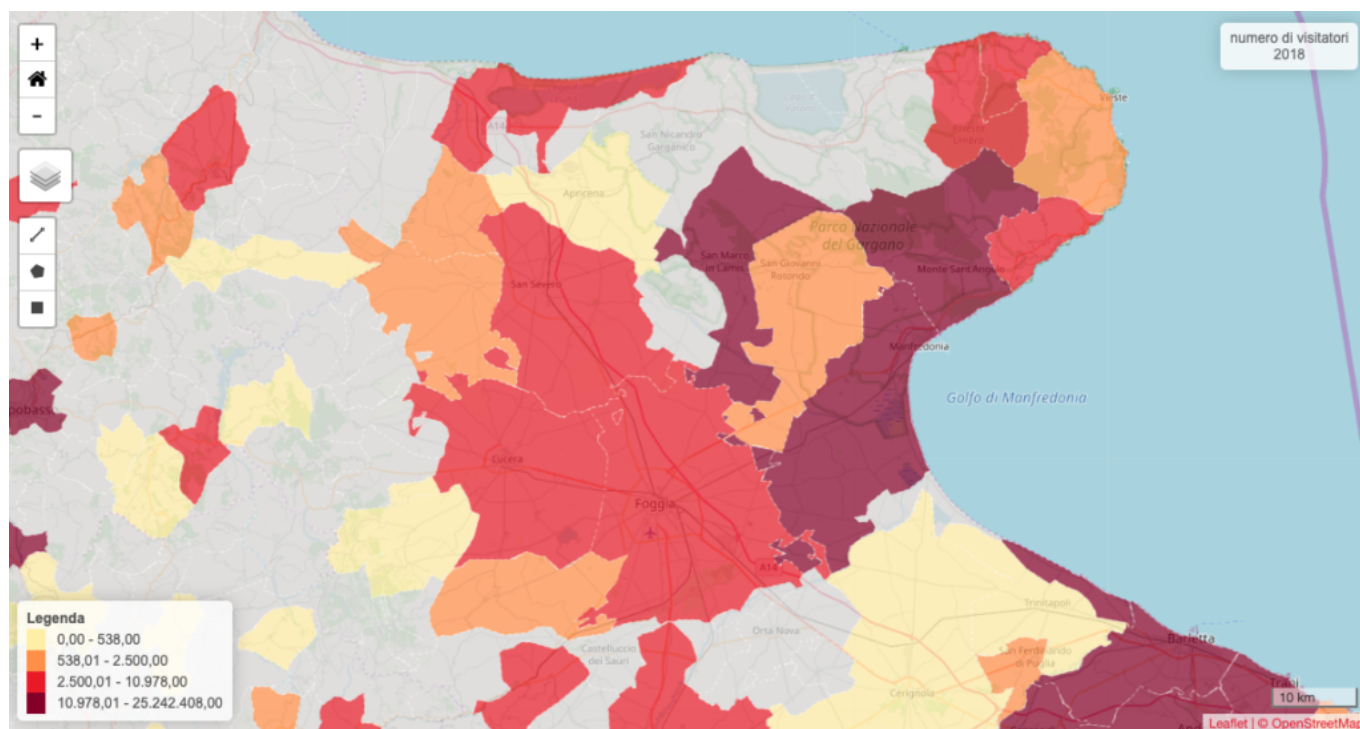 +
−
numero di visitatori
2018
A14
San Nicandro
Garganico
Vieste
Apricena
Parco Nazionale
del Gargano
San Marco
in Lamis
San Giovanni
Rotondo
Monte Sant'Angelo
San Severo
Manfredonia
Golfo di Manfredonia
Lucera
Foggia
A14
Trinitapoli
Orta Nova
Barletta
Castelluccio
dei Sauri
San Ferdinando
di Puglia
Cerignola
Trani
10 km
Legenda
0,00 - 538,00
538,01 - 2.500,00
2.500,01 - 10.978,00
10.978,01 - 25.242.408,00
Leaflet | © OpenStreetMap